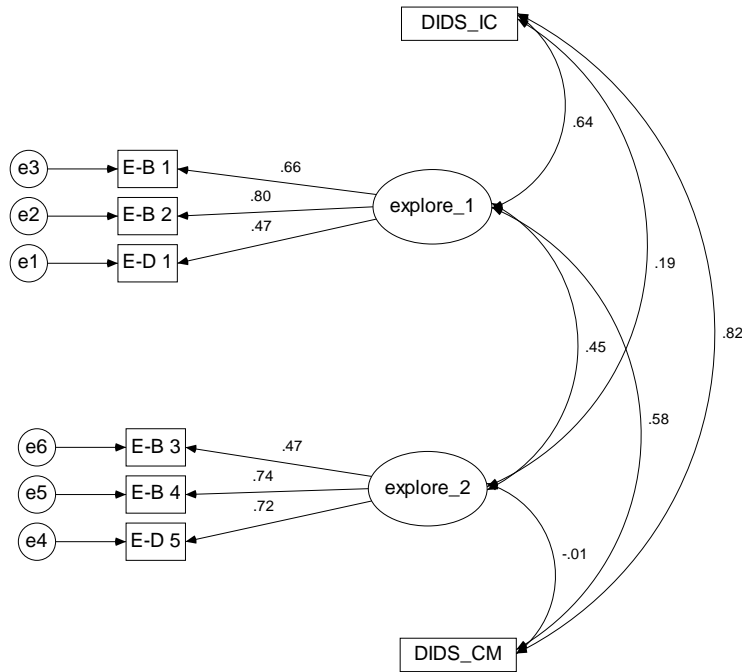 DIDS_IC
.64
e3
E-B 1
.66
explore_1
e2
E-B 2
.80
e1
E-D 1
.47
.19
.82
.45
.58
e6
E-B 3
.47
explore_2
e5
E-B 4
.74
e4
E-D 5
.72
-.01
DIDS_CM